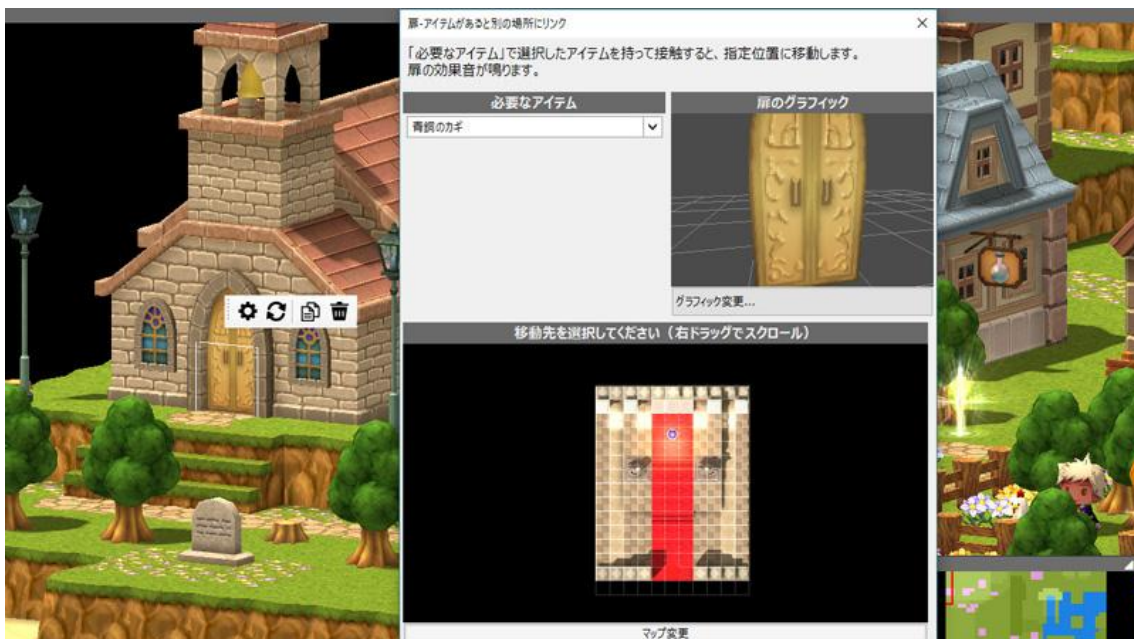 扉-アイテムがあると別の場所にリンク
「必要なアイテム」で選択したアイテムを持って接触すると、指定位置に移動します。
扉の効果音が鳴ります。
必要なアイテム
扉のグラフィック
青銅のカギ
グラフィック変更...
移動先を選択してください（右ドラッグでスクロール）
マップ変更